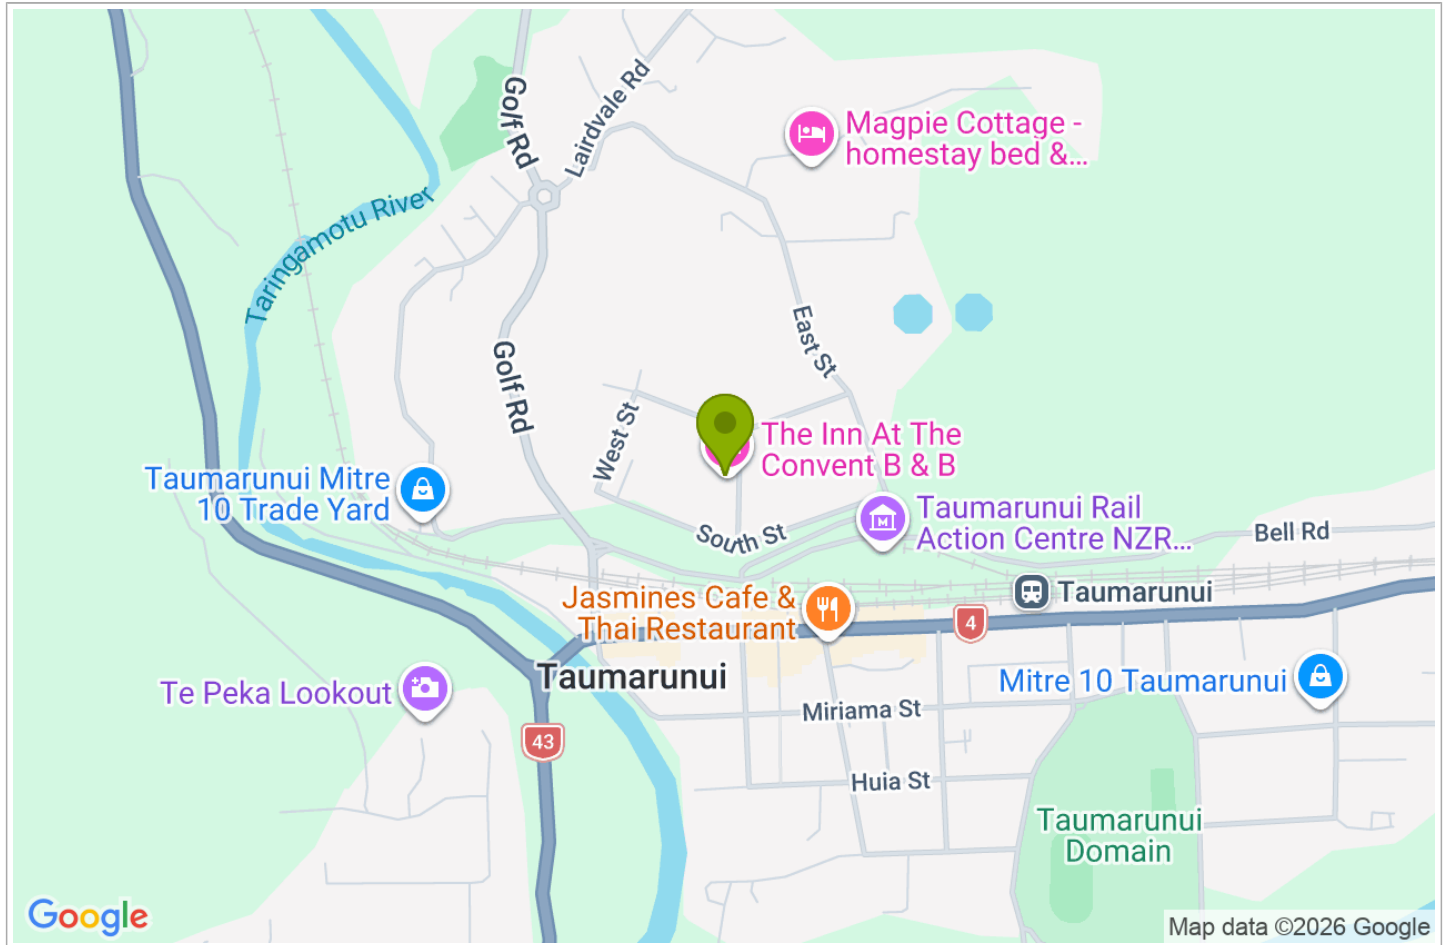 Golf Rd
Lairdvale Rd
Magpie Cottage -
homestay bed &...
Taringamotu River
East St
Golf Rd
West St
The Inn At The
Convent B & B
Taumarunui Mitre
10 Trade Yard
South St
Taumarunui Rail
Action Centre NZR...
Bell Rd
Jasmines Cafe &
Thai Restaurant
Taumarunui
4
Te Peka Lookout
Taumarunui
Mitre 10 Taumarunui
Miriama St
43
Huia St
Taumarunui
Domain
Google
Map data ©2026 Google